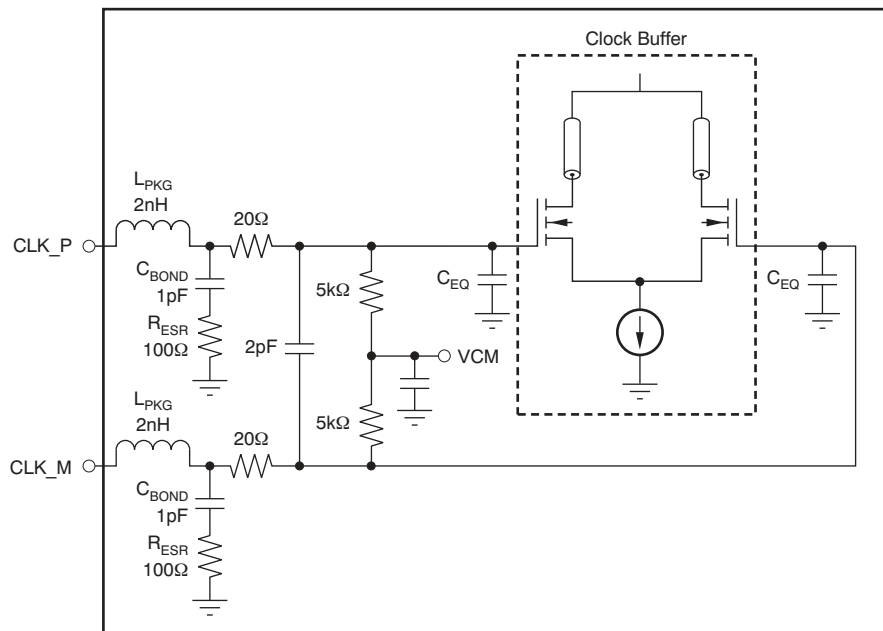 Clock Buffer
L_PKG
2nH
20Ω
CLK_P
C_BOND
1pF
R_ESR
100Ω
5kΩ
C_EQ
C_EQ
2pF
VCM
L_PKG
2nH
20Ω
5kΩ
CLK_M
C_BOND
1pF
R_ESR
100Ω